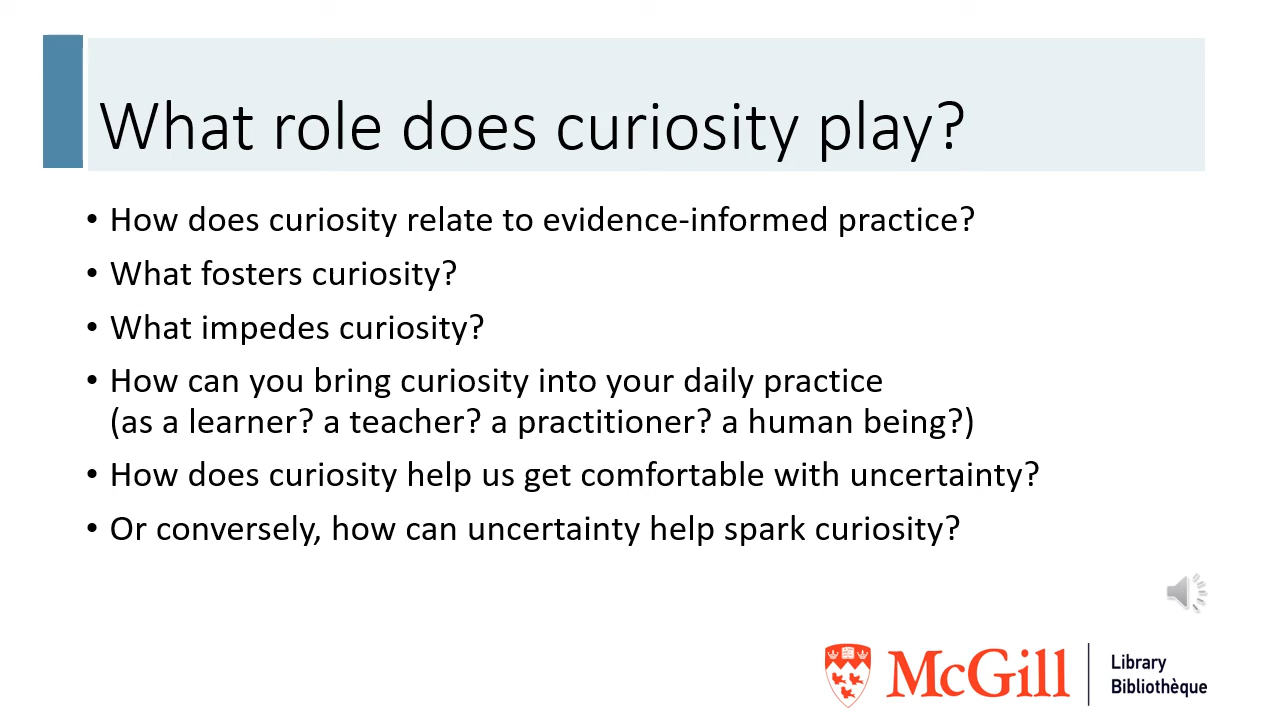 What role does curiosity play?
• How does curiosity relate to evidence-informed practice?
• What fosters curiosity?
• What impedes curiosity?
• How can you bring curiosity into your daily practice
(as a learner? a teacher? a practitioner? a human being?)
• How does curiosity help us get comfortable with uncertainty?
• Or conversely, how can uncertainty help spark curiosity?
McGill
Library
Bibliothèque